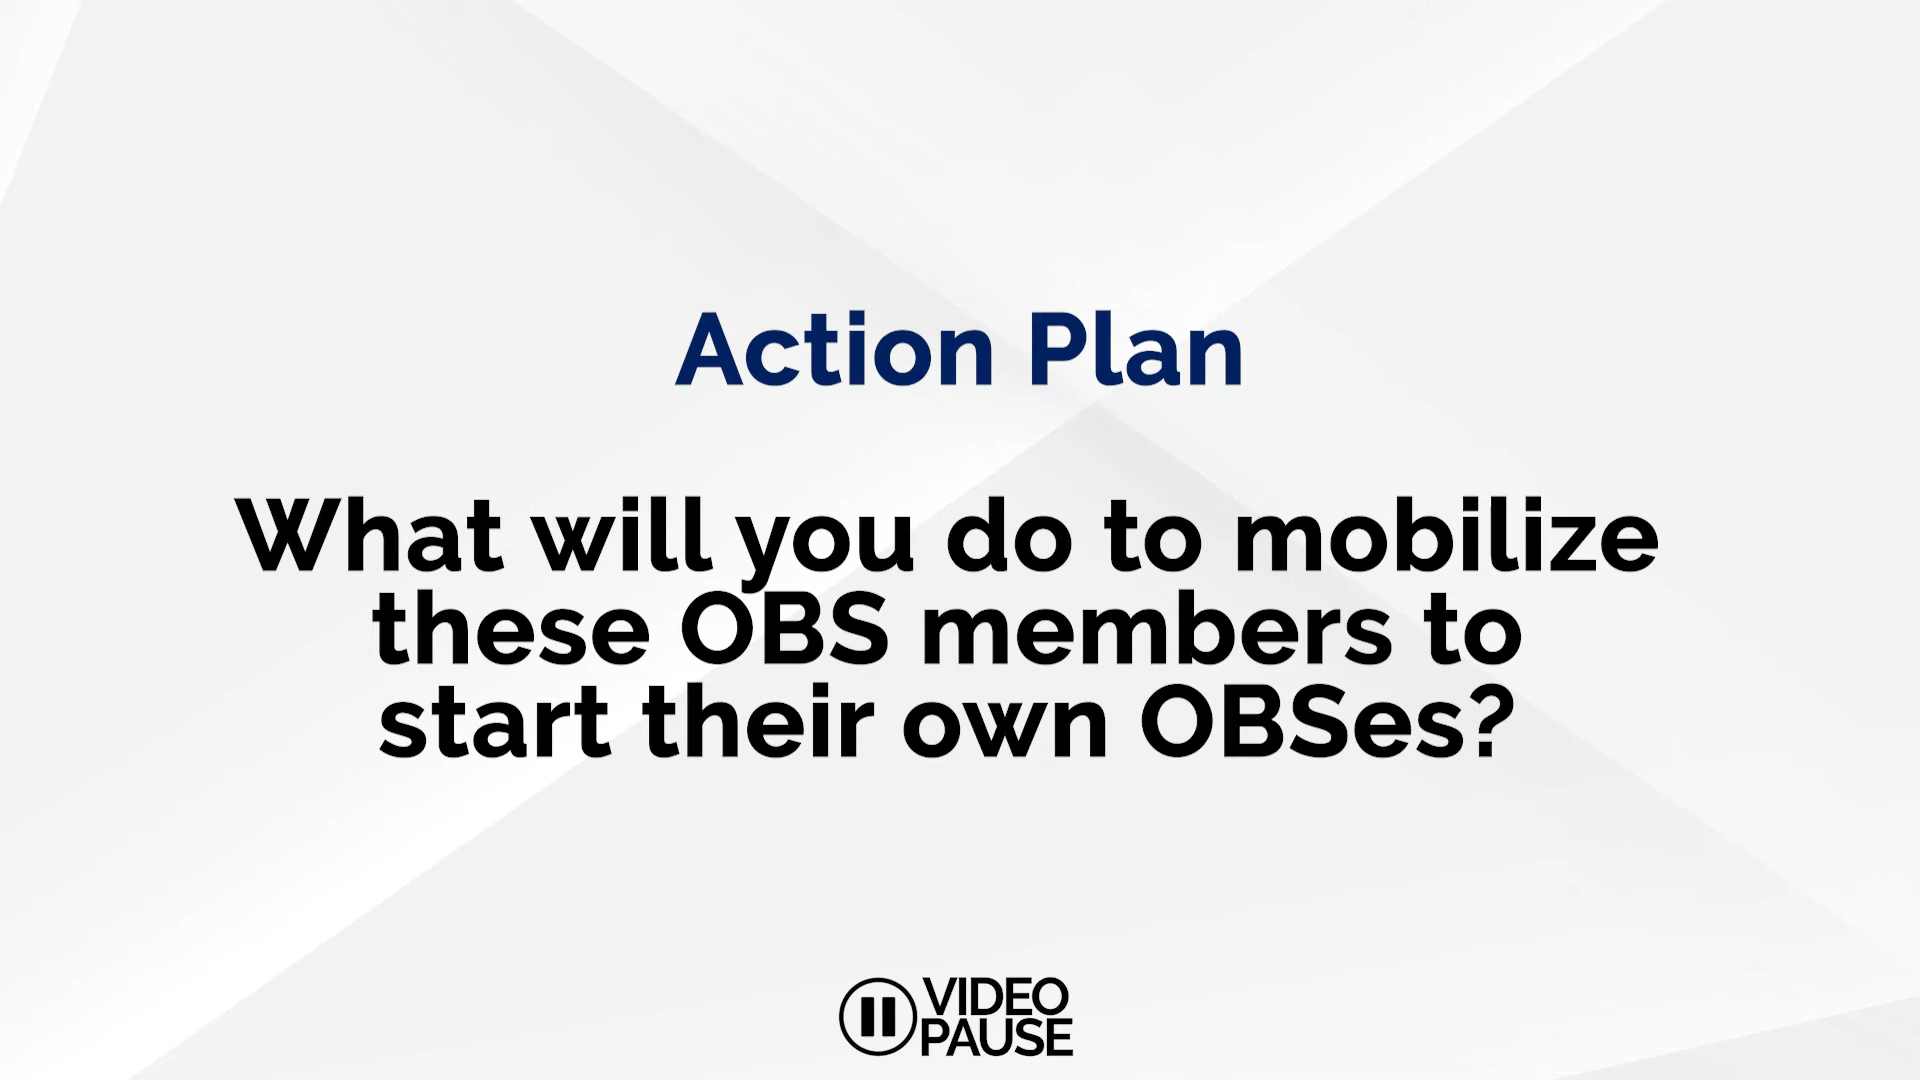 Action Plan
What will you do to mobilize
these OBS members to
start their own OBSes?
VIDEO
PAUSE